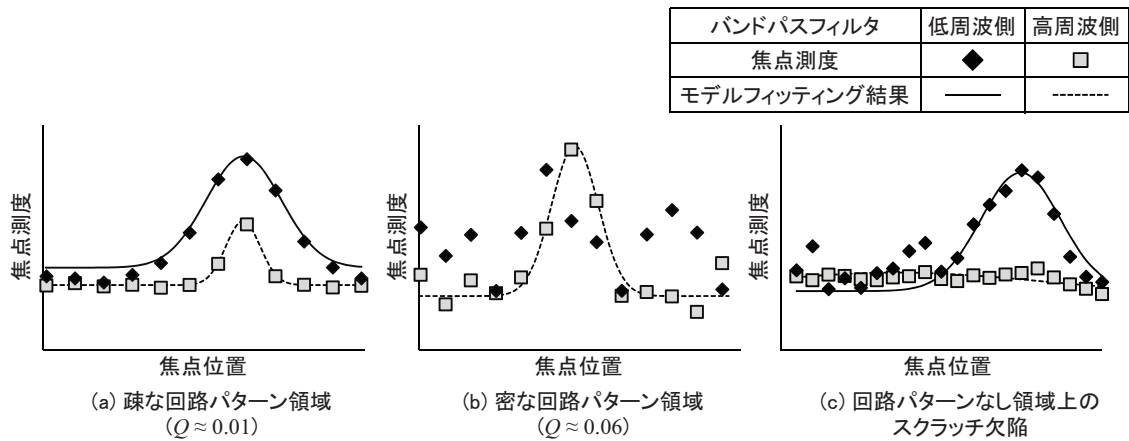 バンドパスフィルタ 低周波側 高周波側
焦点測度
モデルフィッティング結果
焦点測度
焦点位置
(a) 疎な回路パターン領域
(Q ≈ 0.01)
焦点測度
焦点位置
(b) 密な回路パターン領域
(Q ≈ 0.06)
焦点測度
焦点位置
(c) 回路パターンなし領域上の
スクラッチ欠陥